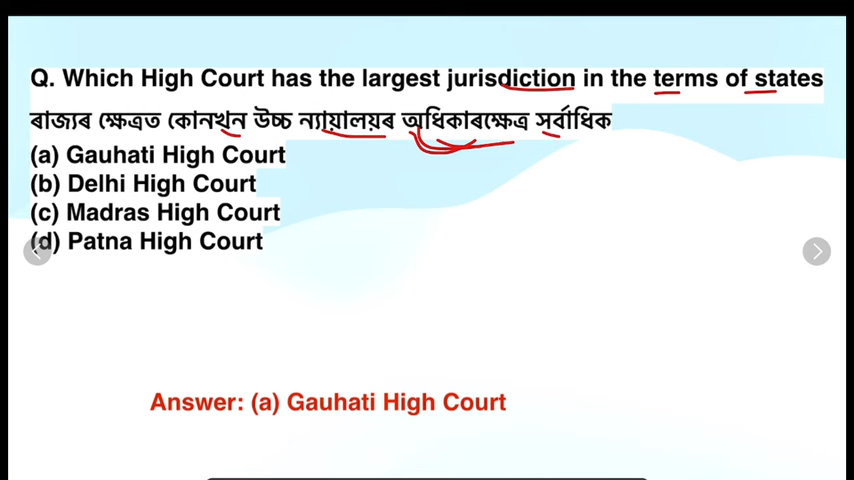 Q. Which High Court has the largest jurisdiction in the terms of states
ৰাজ্যৰ ক্ষেত্ৰত কোনখন উচ্চ ন্যায়ালয়ৰ অধিকাৰক্ষেত্ৰ সৰ্বাধিক
(a) Gauhati High Court
(b) Delhi High Court
(c) Madras High Court
(d) Patna High Court
Answer: (a) Gauhati High Court